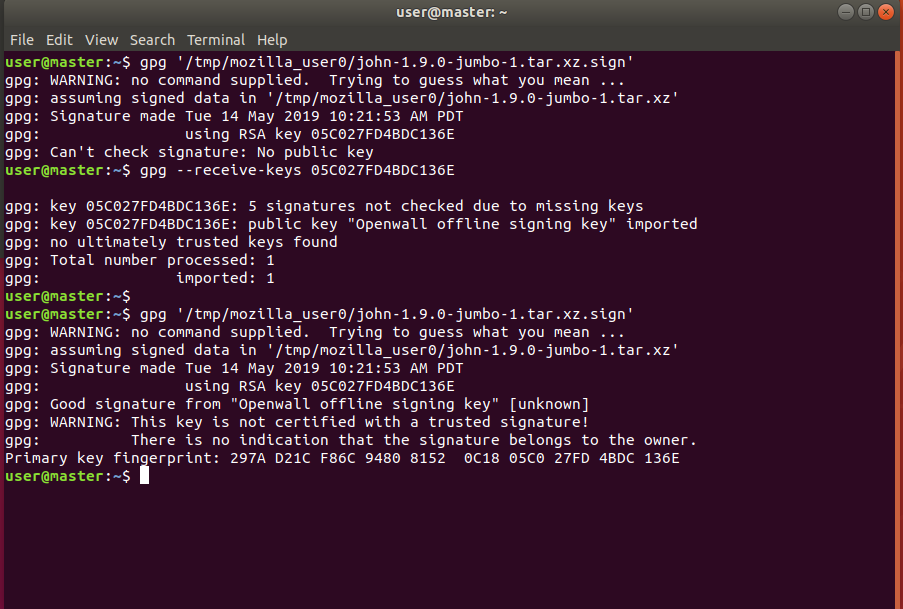 user@master: ~
File Edit View Search Terminal Help
user@master:~$ gpg '/tmp/mozilla_user0/john-1.9.0-jumbo-1.tar.xz.sign'
gpg: WARNING: no command supplied.  Trying to guess what you mean ...
gpg: assuming signed data in '/tmp/mozilla_user0/john-1.9.0-jumbo-1.tar.xz'
gpg: Signature made Tue 14 May 2019 10:21:53 AM PDT
gpg:                using RSA key 05C027FD4BDC136E
gpg: Can't check signature: No public key
user@master:~$ gpg --receive-keys 05C027FD4BDC136E
gpg: key 05C027FD4BDC136E: 5 signatures not checked due to missing keys
gpg: key 05C027FD4BDC136E: public key "Openwall offline signing key" imported
gpg: no ultimately trusted keys found
gpg: Total number processed: 1
gpg:               imported: 1
user@master:~$
user@master:~$ gpg '/tmp/mozilla_user0/john-1.9.0-jumbo-1.tar.xz.sign'
gpg: WARNING: no command supplied.  Trying to guess what you mean ...
gpg: assuming signed data in '/tmp/mozilla_user0/john-1.9.0-jumbo-1.tar.xz'
gpg: Signature made Tue 14 May 2019 10:21:53 AM PDT
gpg:                using RSA key 05C027FD4BDC136E
gpg: Good signature from "Openwall offline signing key" [unknown]
gpg: WARNING: This key is not certified with a trusted signature!
gpg:          There is no indication that the signature belongs to the owner.
Primary key fingerprint: 297A D21C F86C 9480 8152  0C18 05C0 27FD 4BDC 136E
user@master:~$